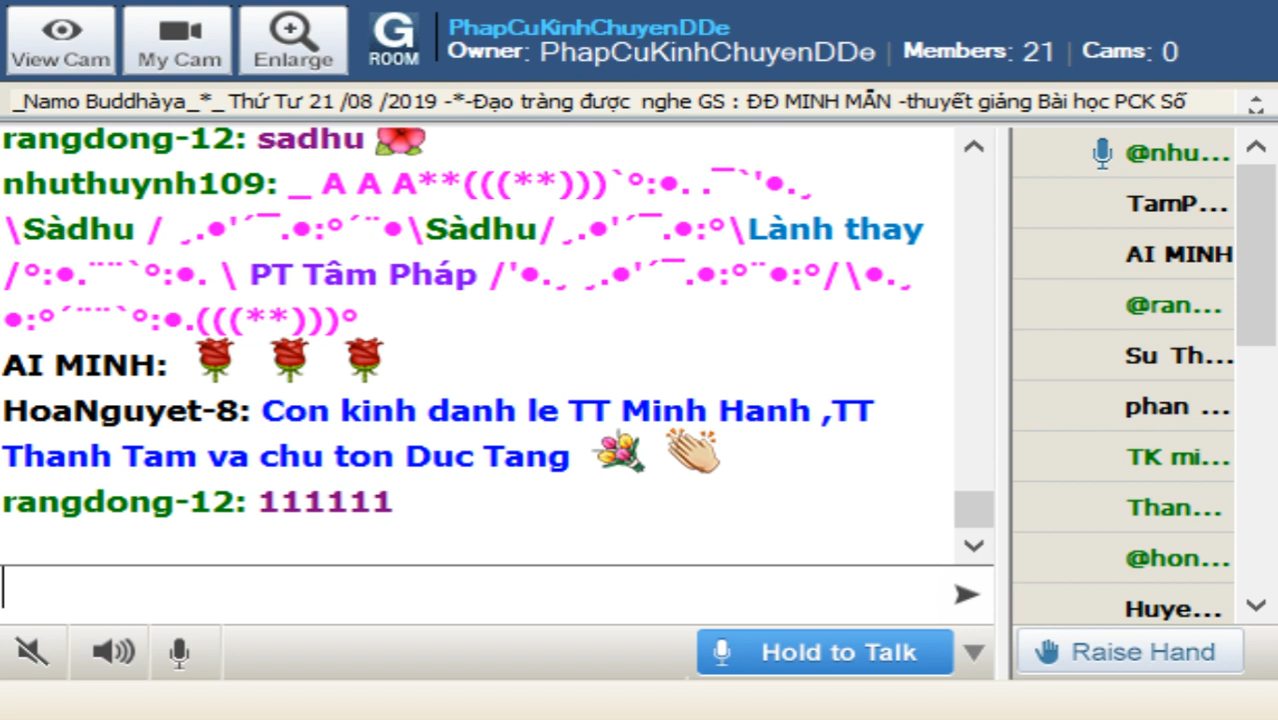 View Cam
My Cam
Enlarge
G
ROOM
PhapCuKinhChuyenDDe
Owner: PhapCuKinhChuyenDDe | Members: 21 | Cams: 0
_Namo Buddhàya_*_ Thứ Tư 21 /08 /2019 -*-Đạo tràng được nghe GS : ĐĐ MINH MẪN -thuyết giảng Bài học PCK Số
rangdong-12: sadhu
nhuthuynh109: _ A A A**(((**)))`°:•. .¯`'•.¸
\Sàdhu / ¸.•'´¯.•:°´¨•\Sàdhu/¸.•'´¯.•:°\Lành thay
/°:•.¨¨`°:•. \ PT Tâm Pháp /'•.¸ ¸.•'´¯.•:°¨•:°/\•.¸
•:°´¨¨`°:•.(((**)))°
AI MINH:
HoaNguyet-8: Con kinh danh le TT Minh Hanh ,TT
Thanh Tam va chu ton Duc Tang
rangdong-12: 111111
@nhu...
TamP...
AI MINH
@ran...
Su Th...
phan ...
TK mi...
Than...
@hon...
Huye...
Hold to Talk
Raise Hand